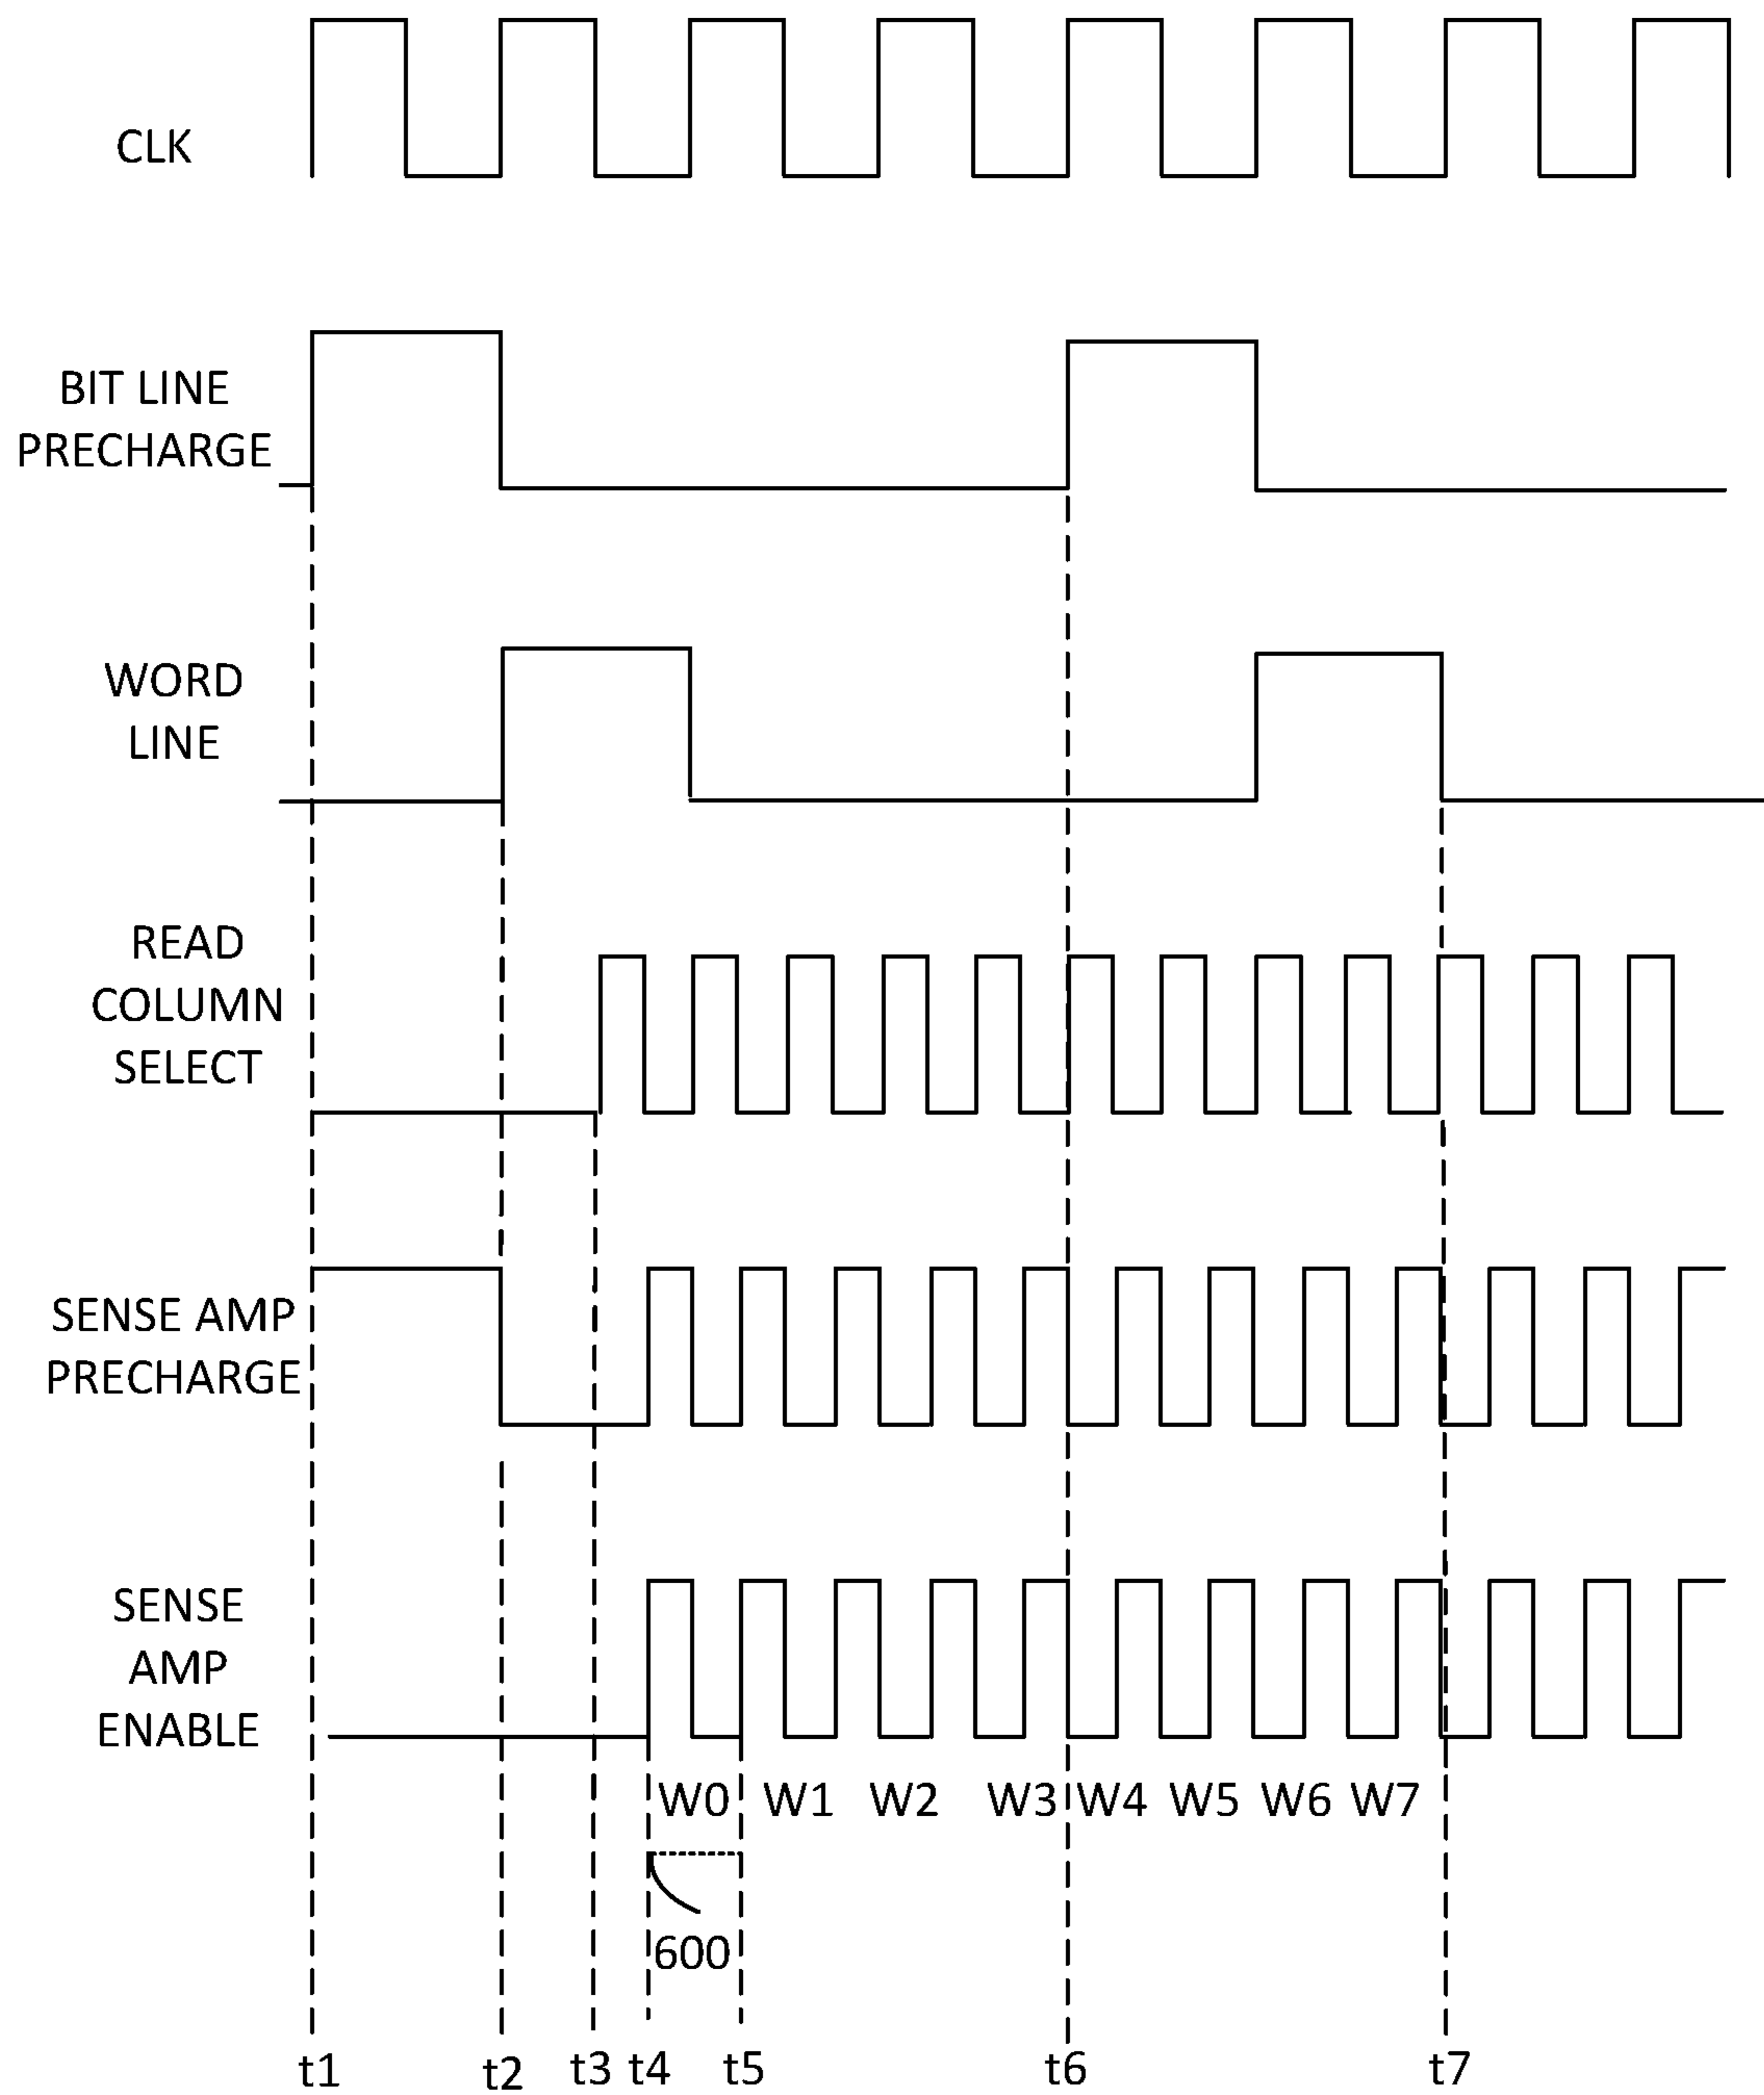 CLK
BIT LINE
PRECHARGE
WORD
LINE
READ
COLUMN
SELECT
SENSE AMP
PRECHARGE
SENSE
AMP
ENABLE
W0 W1 W2 W3 W4 W5 W6 W7
600
t1 t2 t3 t4 t5 t6 t7